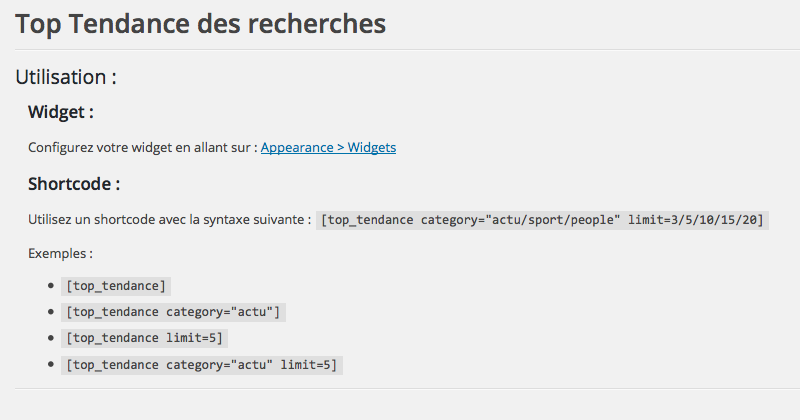 Top Tendance des recherches
Utilisation :
Widget :
Configurez votre widget en allant sur : Appearance > Widgets
Shortcode :
Utilisez un shortcode avec la syntaxe suivante : [top_tendance category="actu/sport/people" limit=3/5/10/15/20]
Exemples :
[top_tendance]
[top_tendance category="actu"]
[top_tendance limit=5]
[top_tendance category="actu" limit=5]